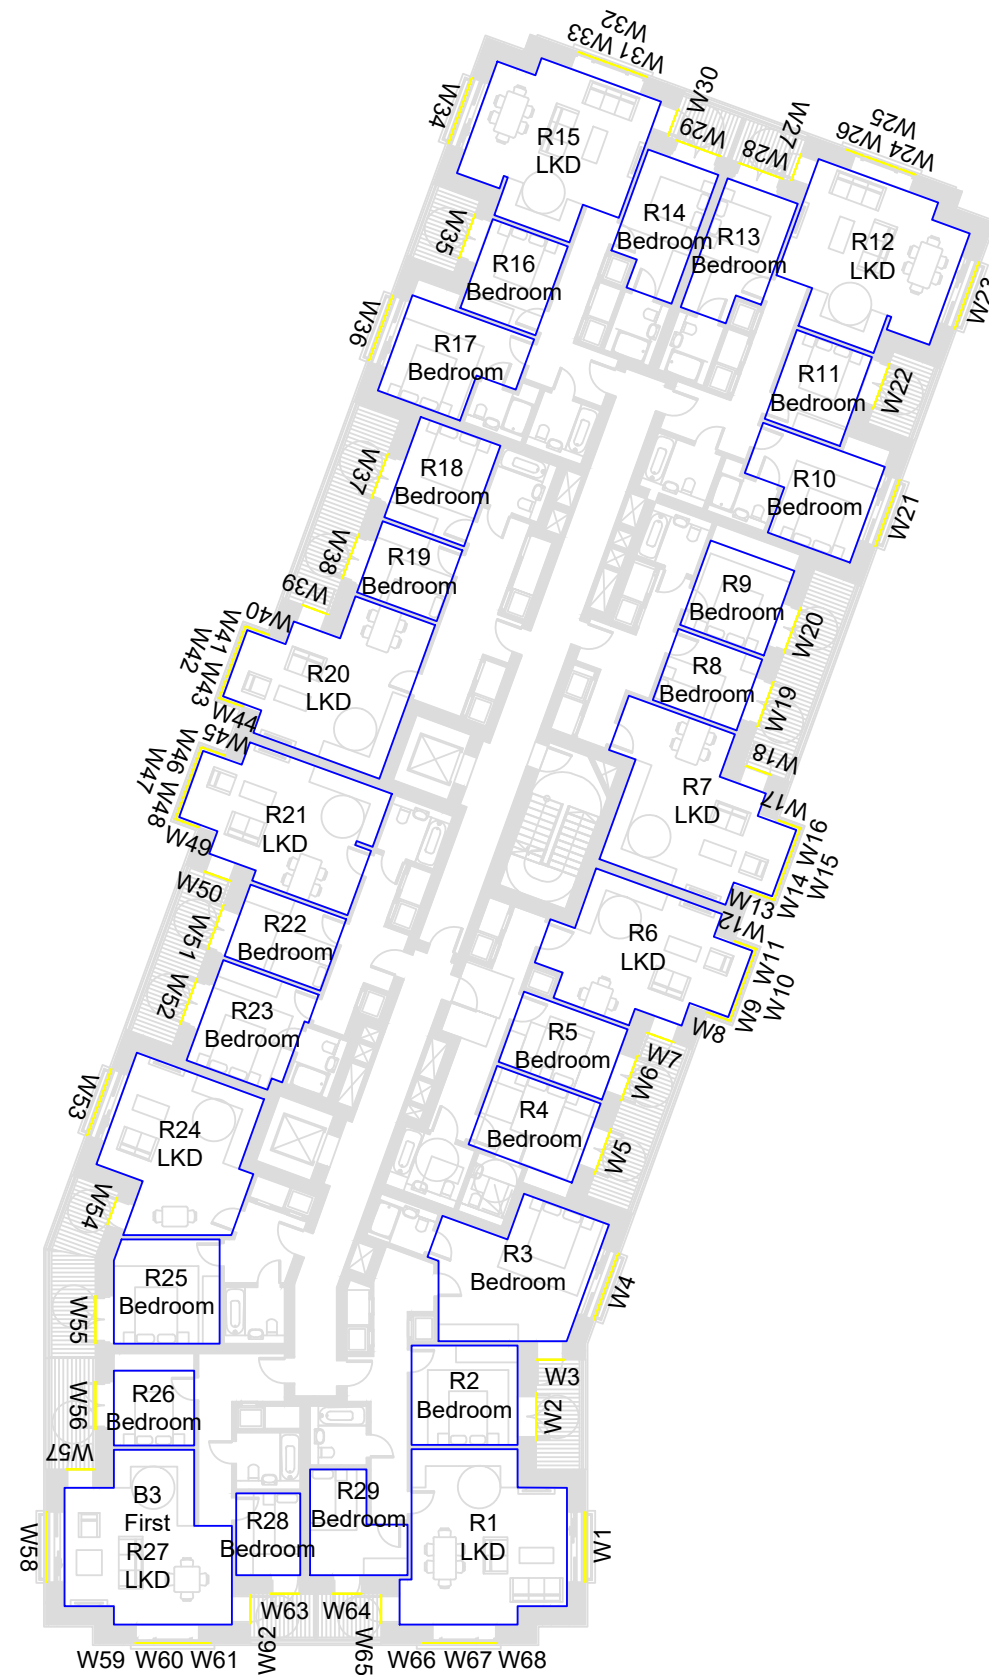 W32
W33 W31 W31
W34
W30
W29
W28
W27
W25
W26 W24 W24
W23
R15
LKD
R14
Bedroom
R13
Bedroom
R12
LKD
W35
R16
Bedroom
W36
R17
Bedroom
R11
Bedroom
W22
R10
Bedroom
W21
W37
R18
Bedroom
W38
R19
Bedroom
W39
W40
W41
W42
W43
W44
R20
LKD
R9
Bedroom
W20
R8
Bedroom
W19
W18
R7
LKD
W17
W16
W15
W14
W13
W45
W46
W47
W48
W49
R21
LKD
W50
W51
R22
Bedroom
W52
R23
Bedroom
R6
LKD
W12
W11
W10
W9
W8
W7
R5
Bedroom
W6
R4
Bedroom
W5
W53
R24
LKD
W54
R3
Bedroom
W4
R25
Bedroom
W55
W3
R2
Bedroom
W2
R26
Bedroom
W56
W57
B3
First
R27
LKD
W58
R28
Bedroom
R29
Bedroom
R1
LKD
W1
W63
W64
W62
W65
W59 W60 W61
W66 W67 W68